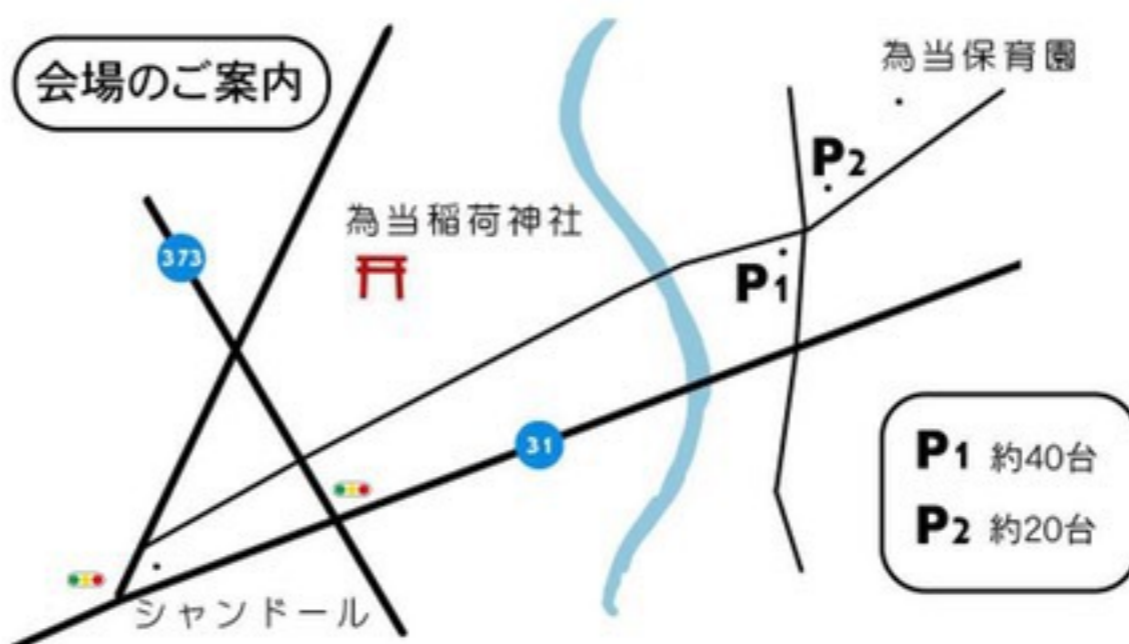 会場のご案内
為当保育園
P2
373
為当稲荷神社
P1
31
P1 約40台
P2 約20台
シャンドール